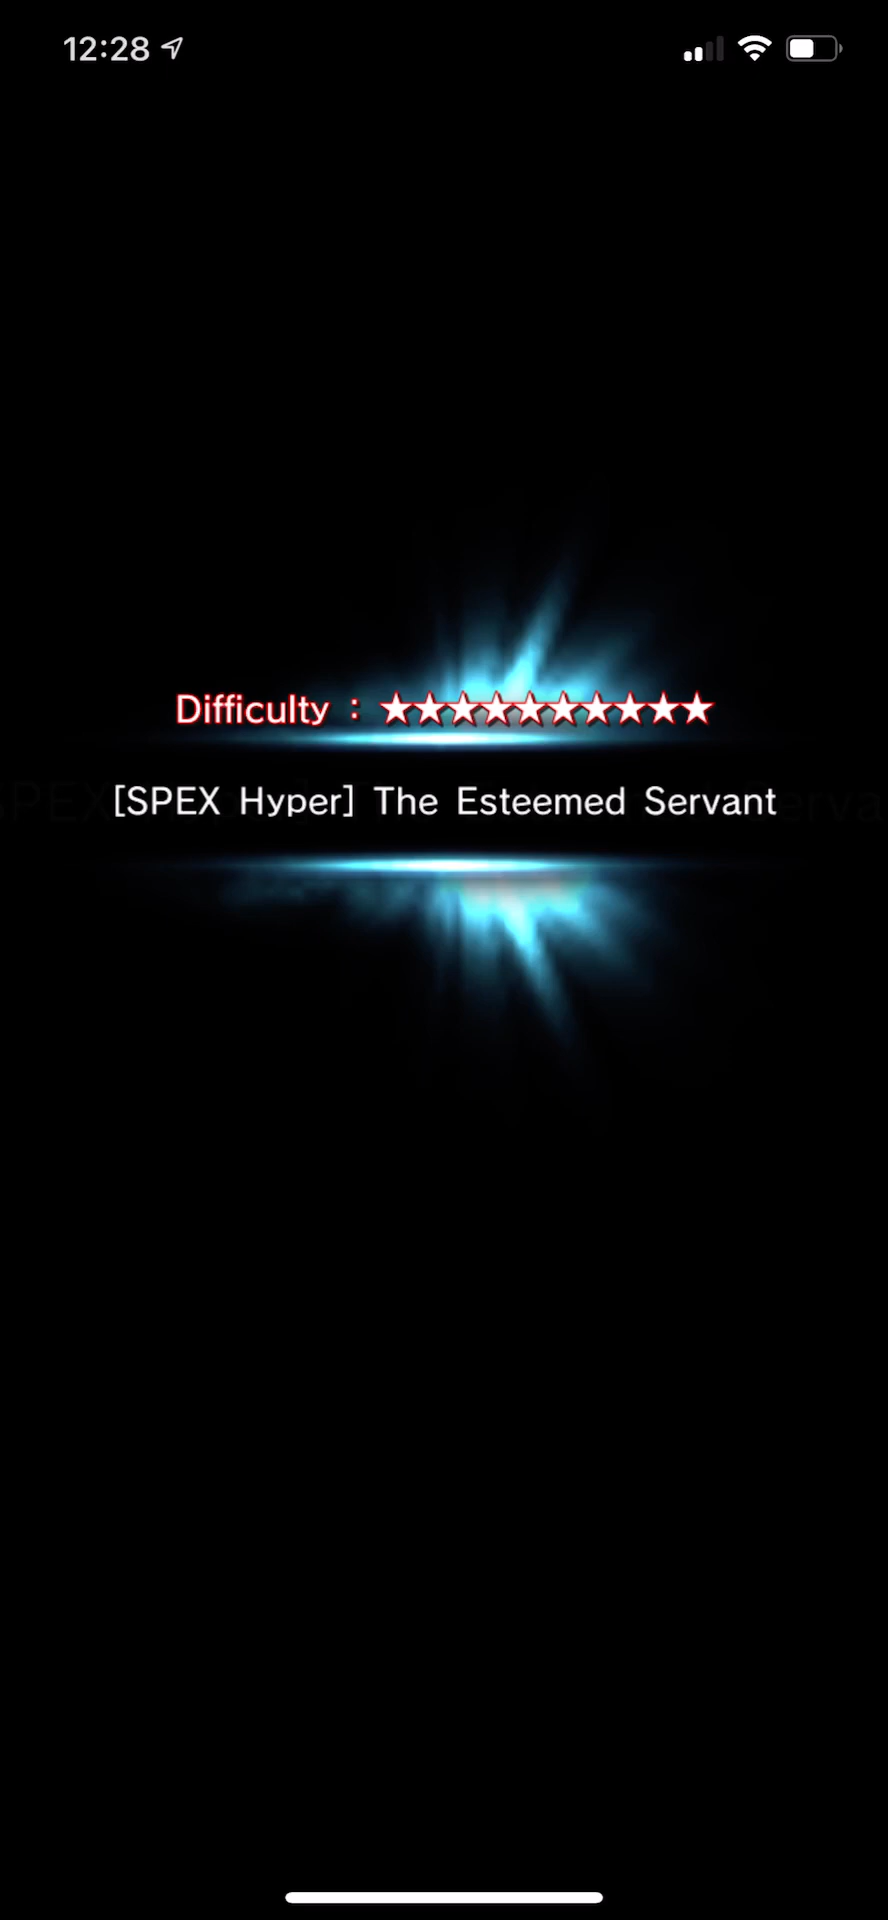 12:28
Difficulty : ★★★★★★★★★★
[SPEX Hyper] The Esteemed Servant